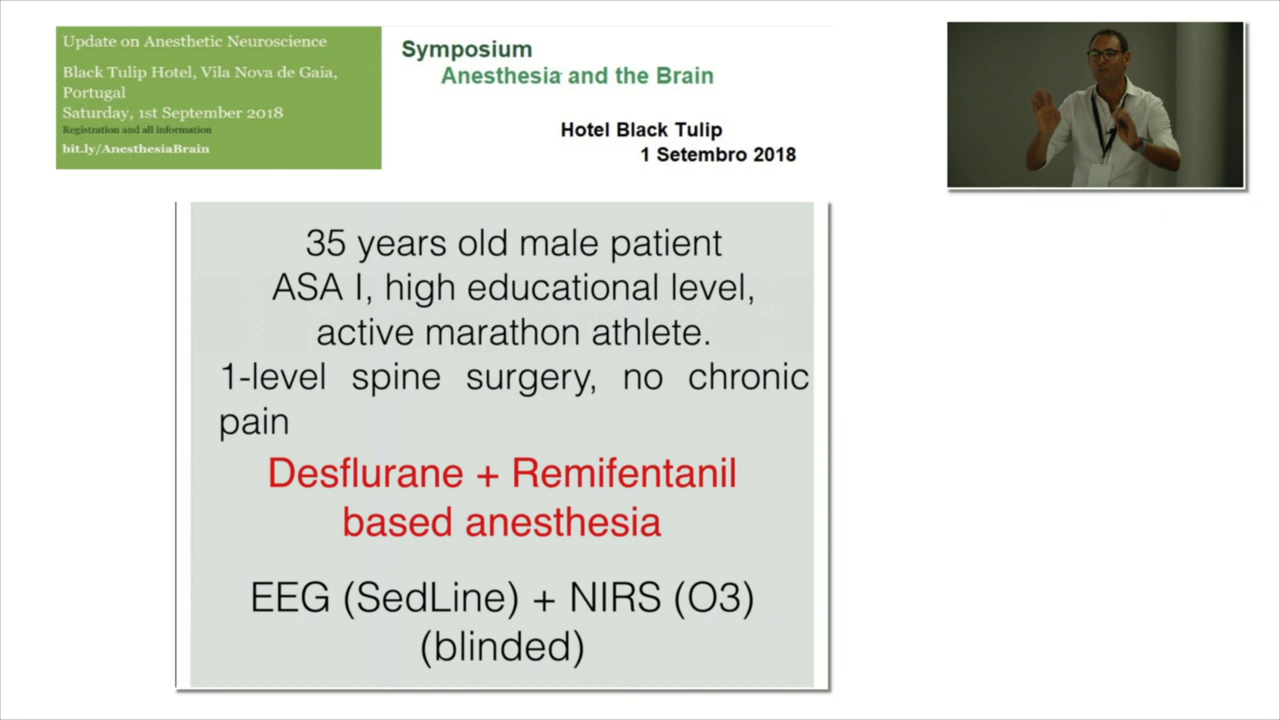 Update on Anesthetic Neuroscience
Black Tulip Hotel, Vila Nova de Gaia,
Portugal
Saturday, 1st September 2018
Registration and all information
bit.ly/AnesthesiaBrain
Symposium
Anesthesia and the Brain
Hotel Black Tulip
1 Setembro 2018
35 years old male patient
ASA I, high educational level,
active marathon athlete.
1-level spine surgery, no chronic
pain
Desflurane + Remifentanil
based anesthesia
EEG (SedLine) + NIRS (O3)
(blinded)